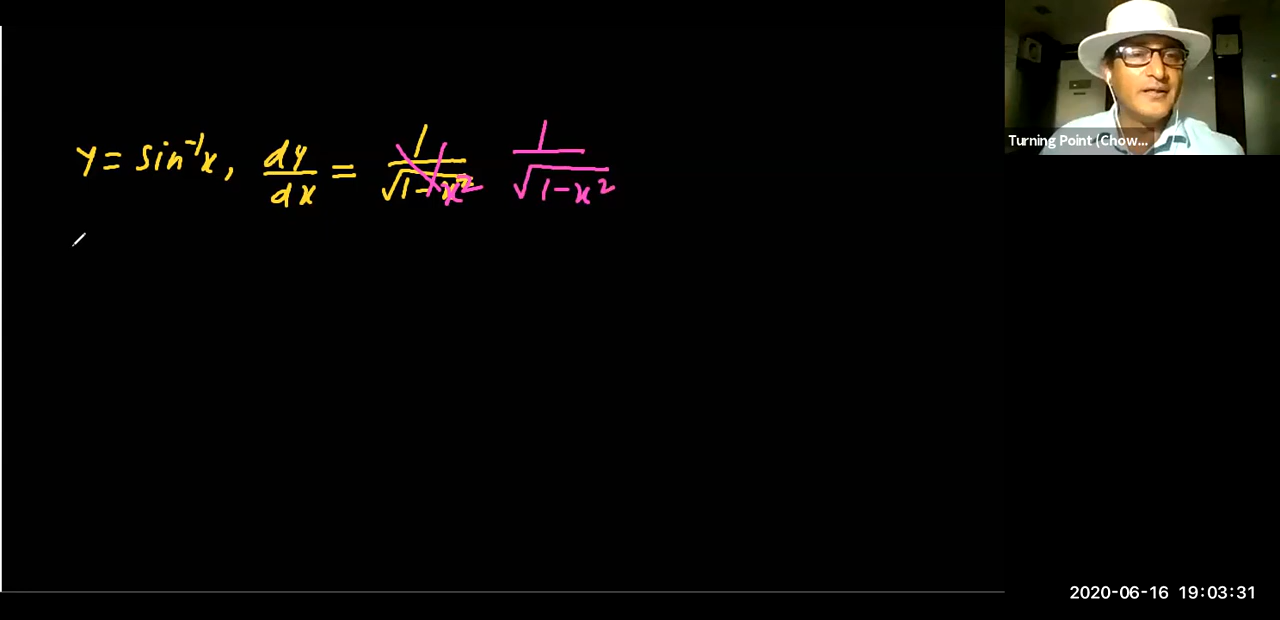 y = sin⁻¹x, dy/dx = 1/√(1-x²) 1/√(1-x²)
Turning Point (Chow...
2020-06-16 19:03:31